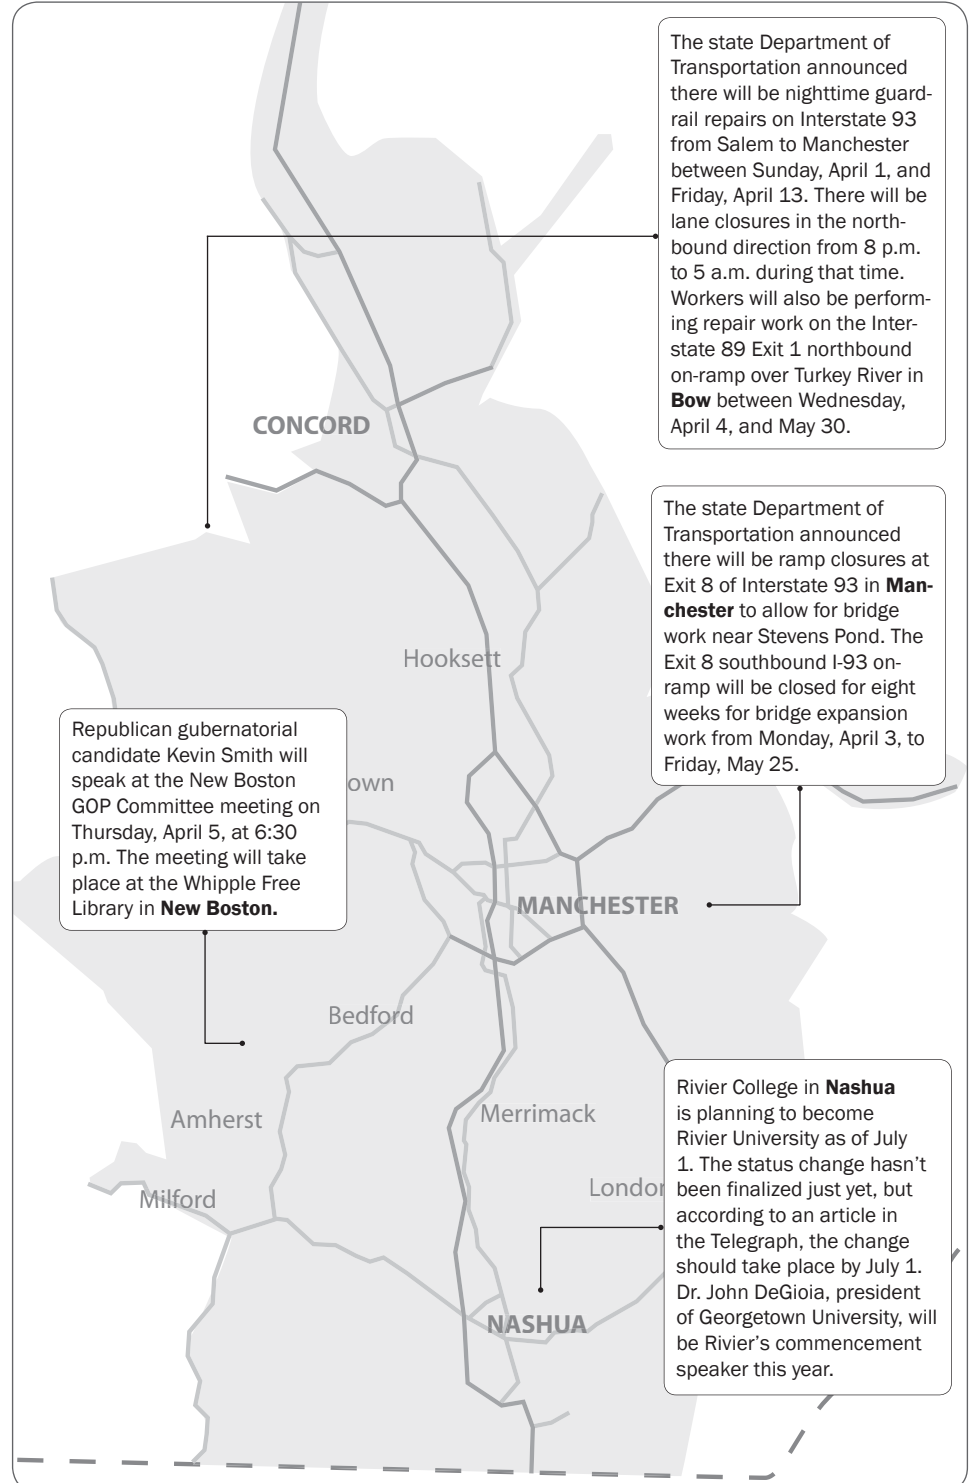 The state Department of
Transportation announced
there will be nighttime guard-
rail repairs on Interstate 93
from Salem to Manchester
between Sunday, April 1, and
Friday, April 13. There will be
lane closures in the north-
bound direction from 8 p.m.
to 5 a.m. during that time.
Workers will also be perform-
ing repair work on the Inter-
state 89 Exit 1 northbound
on-ramp over Turkey River in
Bow between Wednesday,
April 4, and May 30.
CONCORD
The state Department of
Transportation announced
there will be ramp closures at
Exit 8 of Interstate 93 in Man-
chester to allow for bridge
work near Stevens Pond. The
Exit 8 southbound I-93 on-
ramp will be closed for eight
weeks for bridge expansion
work from Monday, April 3, to
Friday, May 25.
Hooksett
Republican gubernatorial
candidate Kevin Smith will
speak at the New Boston
GOP Committee meeting on
Thursday, April 5, at 6:30
p.m. The meeting will take
place at the Whipple Free
Library in New Boston.
own
MANCHESTER
Bedford
Amherst
Merrimack
Milford
Londo
Rivier College in Nashua
is planning to become
Rivier University as of July
1. The status change hasn't
been finalized just yet, but
according to an article in
the Telegraph, the change
should take place by July 1.
Dr. John DeGioia, president
of Georgetown University, will
be Rivier's commencement
speaker this year.
NASHUA